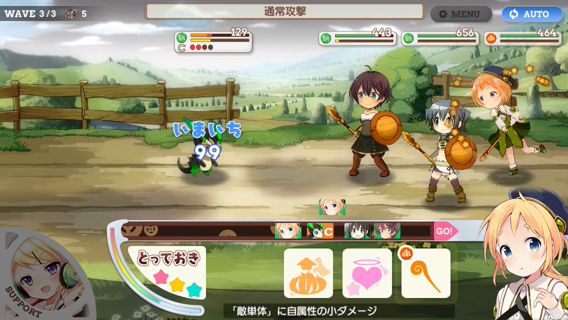 WAVE 3/3 5
通常攻撃
MENU
AUTO
129
C
443
656
464
いまいち
99
C
GO!
とっておき
SUPPORT
「敵単体」に自属性の小ダメージ